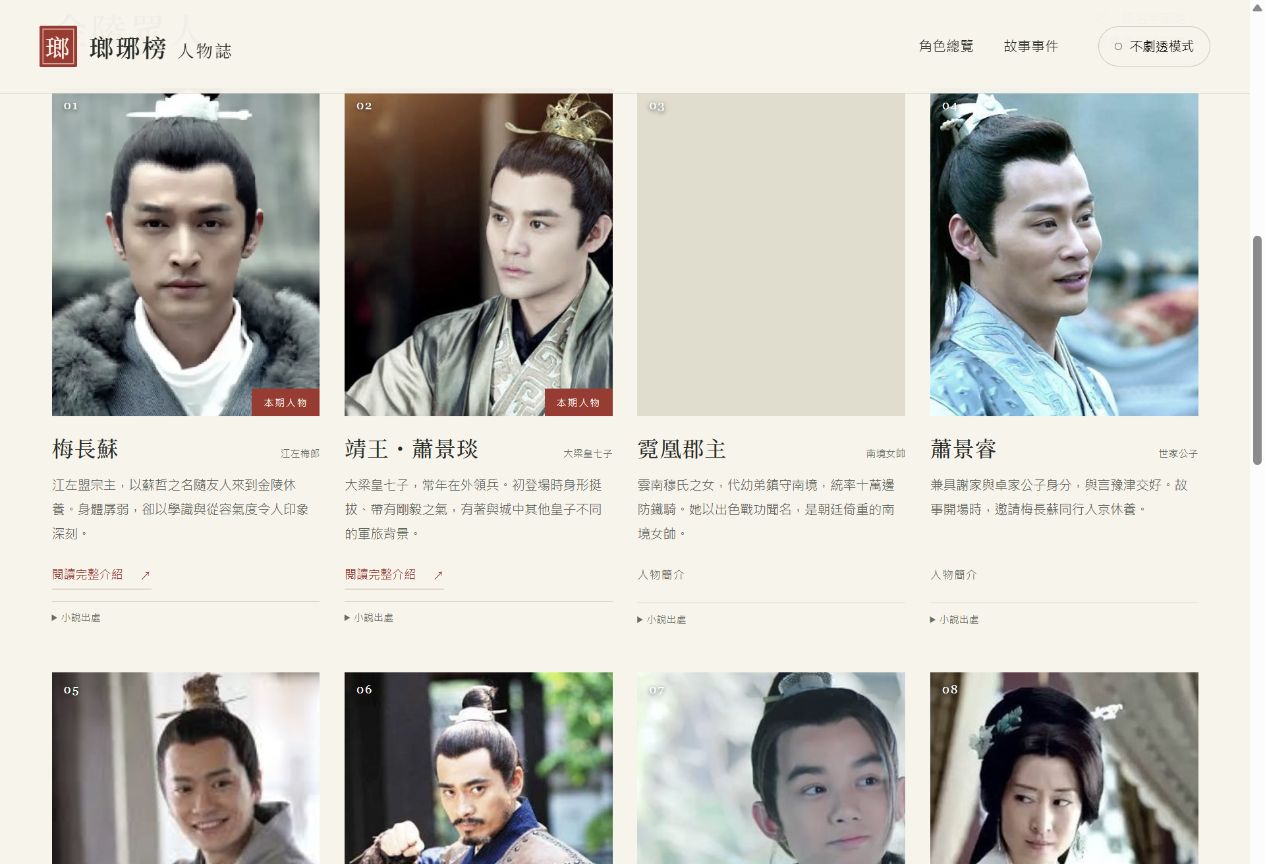 瑯
瑯琊榜 人物誌
角色總覽
故事事件
不劇透模式
01
02
03
04
本期人物
本期人物
梅長蘇
江左梅郎
江左盟宗主，以蘇哲之名隨友人來到金陵休
養。身體孱弱，卻以學識與從容氣度令人印象
深刻。
閱讀完整介紹 ↗
▶ 小說出處
靖王・蕭景琰
大梁皇七子
大梁皇七子，常年在外領兵。初登場時身形挺
拔、帶有剛毅之氣，有著與城中其他皇子不同
的軍旅背景。
閱讀完整介紹 ↗
▶ 小說出處
霓凰郡主
南境女帥
雲南穆氏之女，代幼弟鎮守南境，統率十萬邊
防鐵騎。她以出色戰功聞名，是朝廷倚重的南
境女帥。
人物簡介
▶ 小說出處
蕭景睿
世家公子
兼具謝家與卓家公子身分，與言豫津交好。故
事開場時，邀請梅長蘇同行入京休養。
人物簡介
▶ 小說出處
05
06
07
08